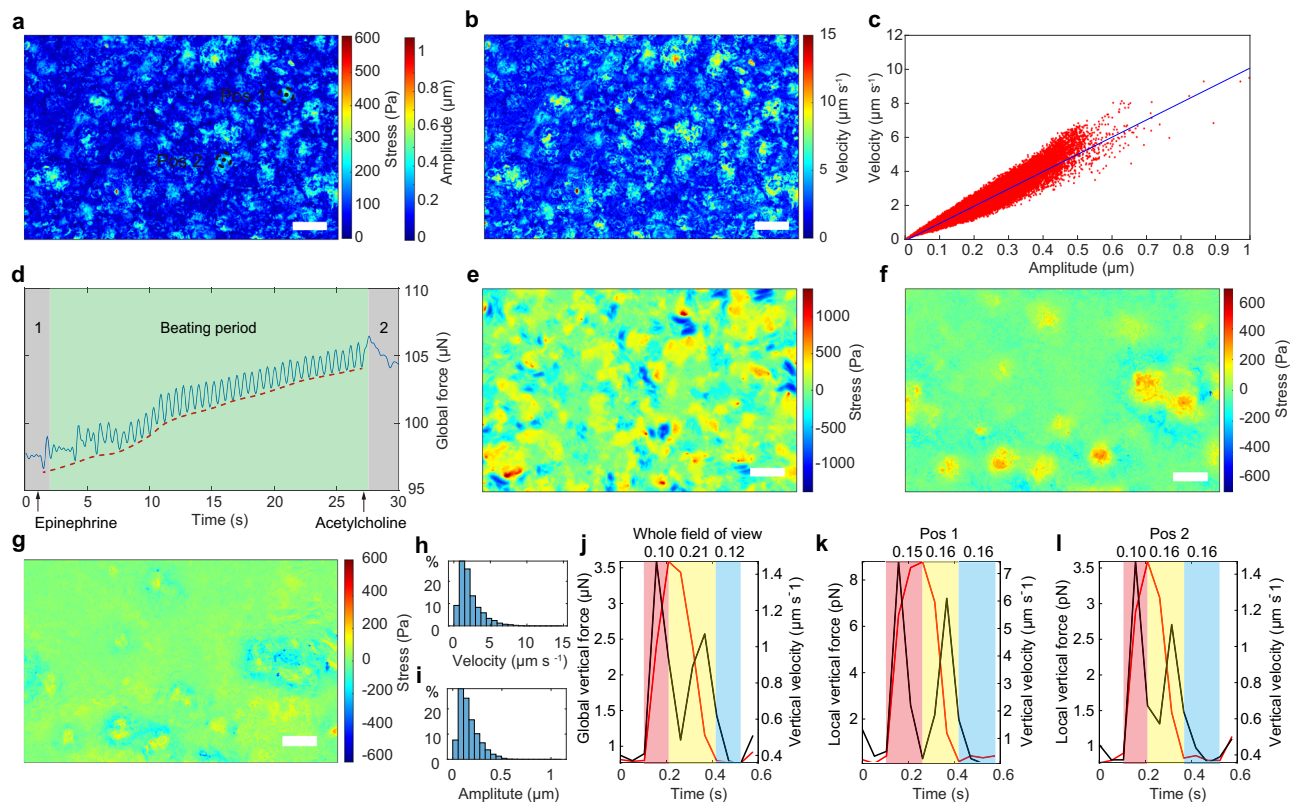 a
600
500
400
300
200
100
0
Stress (Pa)
1
0.8
0.6
0.4
0.2
0
Amplitude (µm)
Pos 1
Pos 2
b
15
10
5
0
Velocity (µm s⁻¹)
c
12
10
8
6
4
2
0
Velocity (µm s⁻¹)
0 0.1 0.2 0.3 0.4 0.5 0.6 0.7 0.8 0.9 1
Amplitude (µm)
d
1
Beating period
2
110
105
100
95
Global force (µN)
0 5 10 15 20 25 30
Epinephrine
Time (s)
Acetylcholine
e
1000
500
0
-500
-1000
Stress (Pa)
f
600
400
200
0
-200
-400
-600
Stress (Pa)
g
600
400
200
0
-200
-400
-600
Stress (Pa)
h
%
20
10
0
0 5 10 15
Velocity (µm s⁻¹)
i
%
20
10
0
0 0.5 1
Amplitute (µm)
j
Whole field of view
0.10 0.21 0.12
3.5
3
2.5
2
1.5
1
Global vertical force (µN)
1.4
1.2
1
0.8
0.6
0.4
Vertical velocity (µm s⁻¹)
0 0.2 0.4 0.6
Time (s)
k
Pos 1
0.15 0.16 0.16
8
6
4
2
Local vertical force (pN)
7
6
5
4
3
2
1
Vertical velocity (µm s⁻¹)
0 0.2 0.4 0.6
Time (s)
l
Pos 2
0.10 0.16 0.16
3.5
3
2.5
2
1.5
1
Local vertical force (pN)
1.4
1.2
1
0.8
0.6
0.4
Vertical velocity (µm s⁻¹)
0 0.2 0.4 0.6
Time (s)